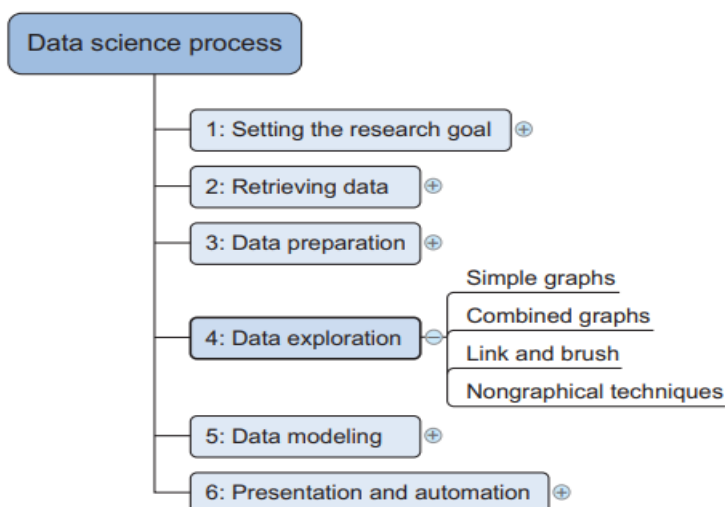 Data science process
1: Setting the research goal
2: Retrieving data
3: Data preparation
Simple graphs
Combined graphs
4: Data exploration
Link and brush
Nongraphical techniques
5: Data modeling
6: Presentation and automation